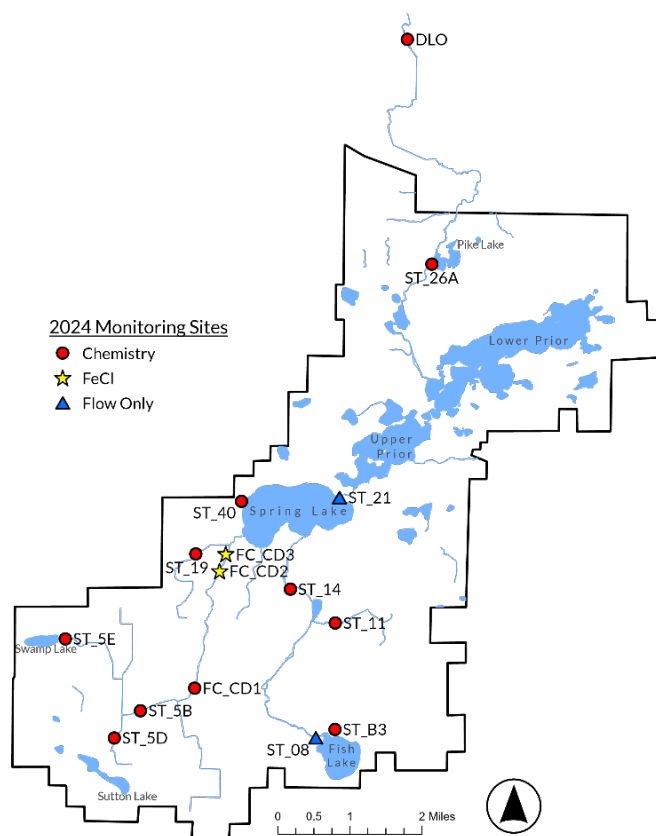 DLO
Pike Lake
ST_26A
2024 Monitoring Sites
Chemistry
FeCl
Flow Only
Lower Prior
Upper
Prior
ST_21
ST_40
Spring Lake
FC_CD3
ST_19
FC_CD2
ST_14
ST_11
ST_5E
Swamp Lake
FC_CD1
ST_5B
ST_B3
ST_5D
ST_08
Fish
Lake
Sutton Lake
0 0.5 1 2 Miles